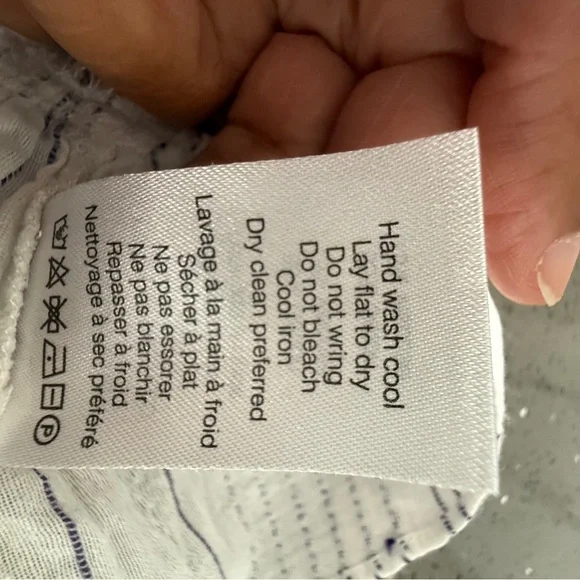 Hand wash cool
Lay flat to dry
Do not wring
Do not bleach
Cool iron
Dry clean preferred
Lavage à la main à froid
Sécher à plat
Ne pas essorer
Ne pas blanchir
Repasser à froid
Nettoyage à sec préféré
P